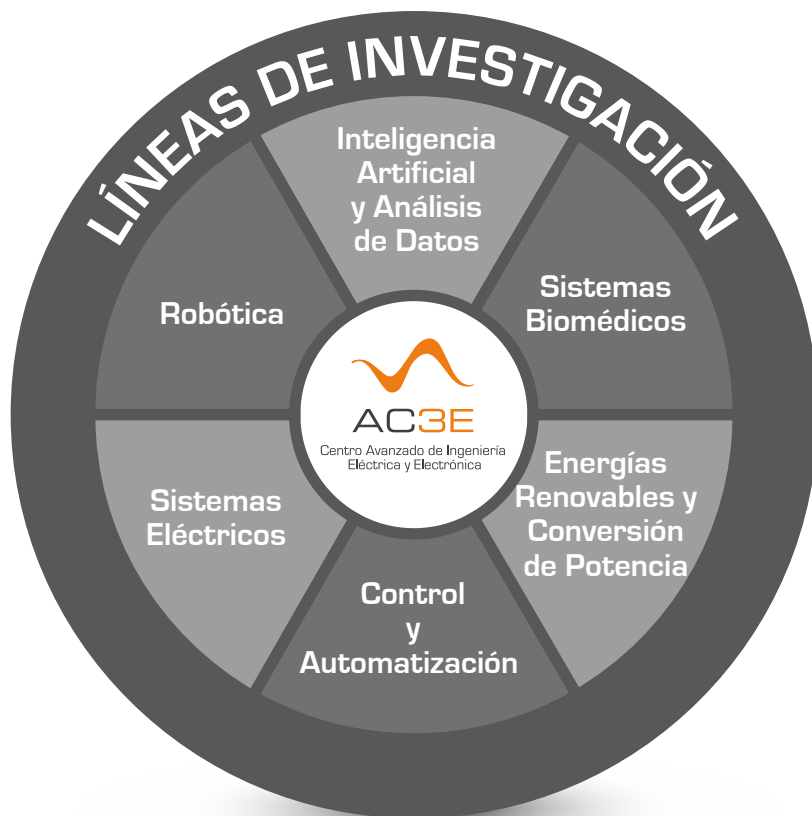 LÍNEAS DE INVESTIGACIÓN
Inteligencia
Artificial
y Análisis
de Datos
Sistemas
Biomédicos
Energías
Renovables y
Conversión
de Potencia
Control
y
Automatización
Sistemas
Eléctricos
Robótica
AC3E
Centro Avanzado de Ingeniería
Eléctrica y Electrónica